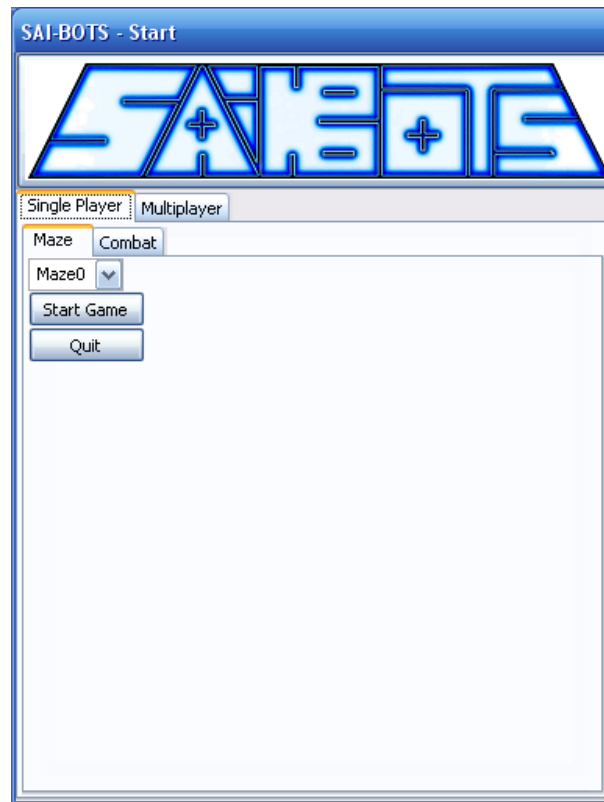 SAI-BOTS - Start
SAIBOTS
Single Player Multiplayer
Maze Combat
Maze0
Start Game
Quit